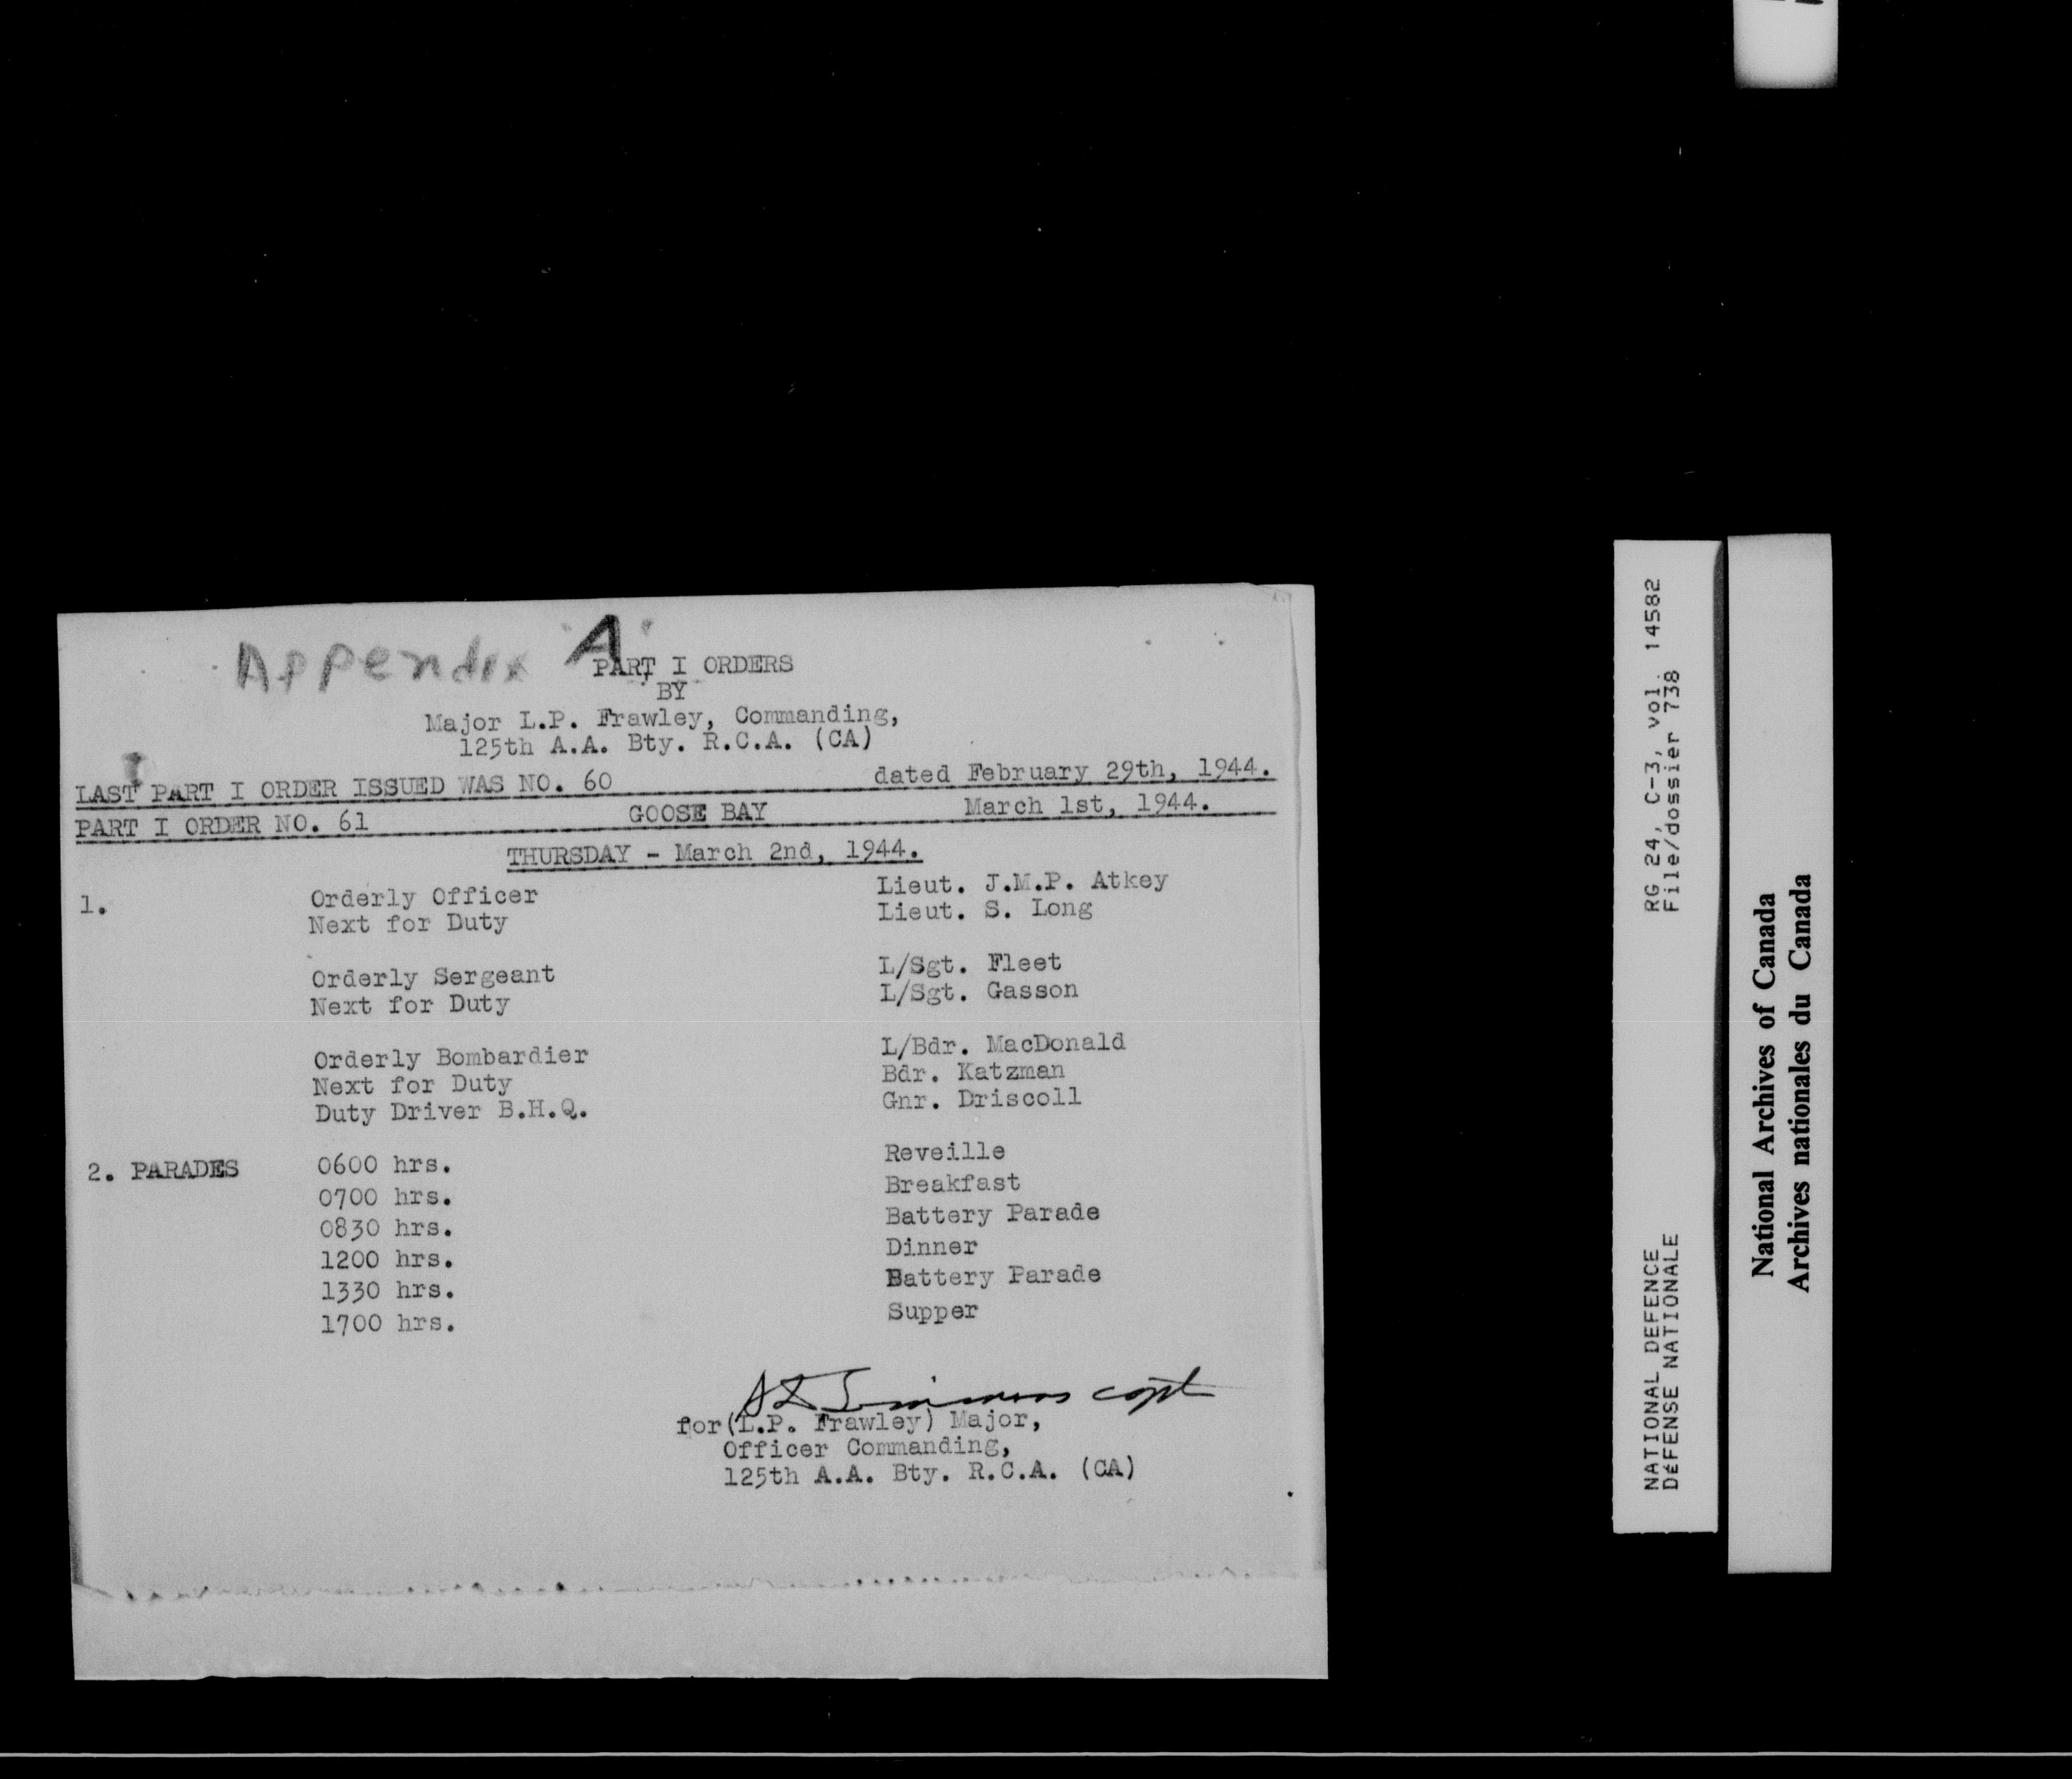 Appendix "A"
PART I ORDERS
BY
Major L.P. Frawley, Commanding,
125th A.A. Bty. R.C.A. (CA)
LAST PART I ORDER ISSUED WAS NO. 60 dated February 29th, 1944.
PART I ORDER NO. 61 GOOSE BAY March 1st, 1944.
THURSDAY - March 2nd, 1944.
1. Orderly Officer Lieut. J.M.P. Atkey
Next for Duty Lieut. S. Long
Orderly Sergeant L/Sgt. Fleet
Next for Duty L/Sgt. Gasson
Orderly Bombardier L/Bdr. MacDonald
Next for Duty Bdr. Katzman
Duty Driver B.H.Q. Gnr. Driscoll
2. PARADES 0600 hrs. Reveille
0700 hrs. Breakfast
0830 hrs. Battery Parade
1200 hrs. Dinner
1330 hrs. Battery Parade
1700 hrs. Supper
Simmons capt
for (L.P. Frawley) Major,
Officer Commanding,
125th A.A. Bty. R.C.A. (CA)
NATIONAL DEFENCE RG 24, C-3, vol. 14582
DÉFENSE NATIONALE File/dossier 738
National Archives of Canada
Archives nationales du Canada